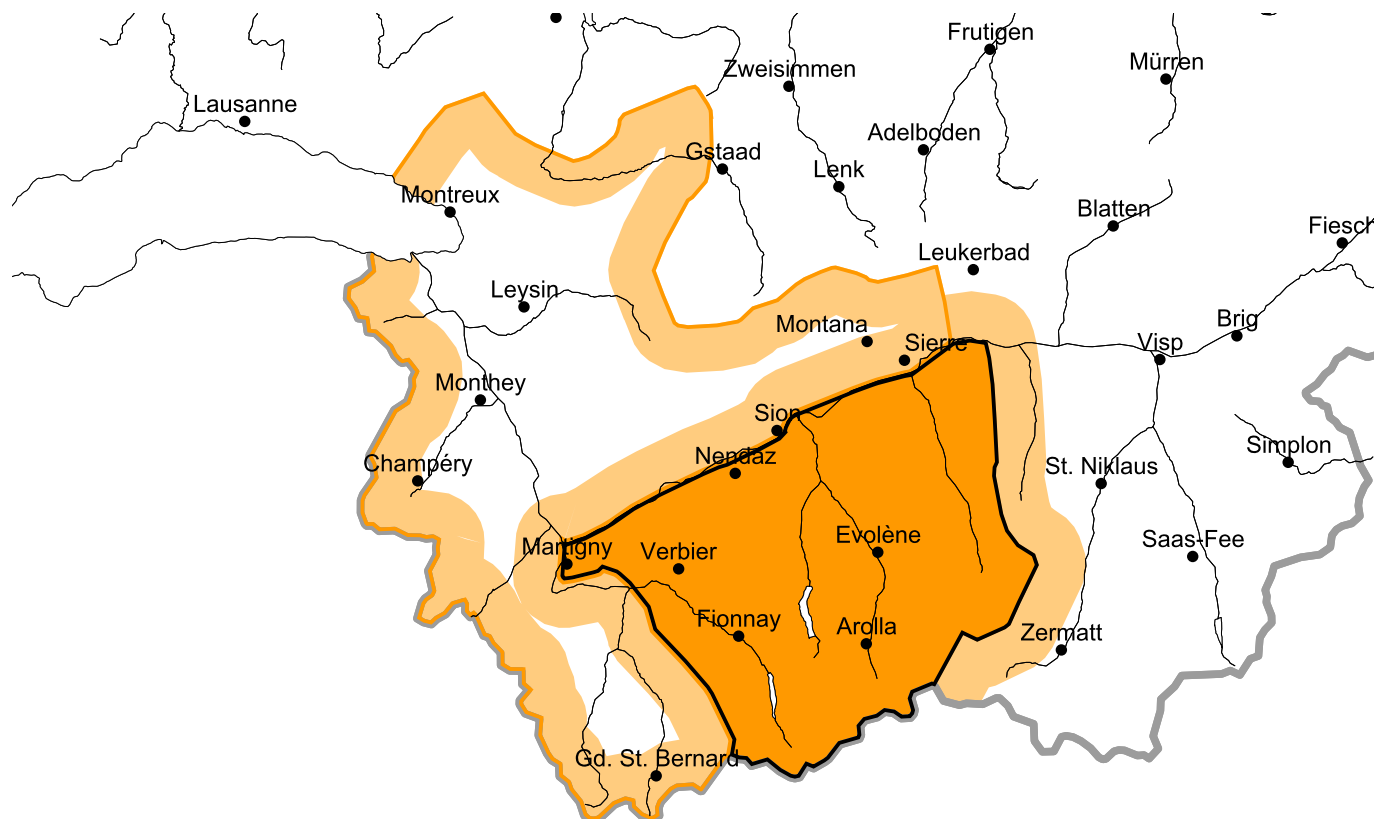 Frutigen
Zweisimmen
Mürren
Lausanne
Adelboden
Gstaad
Lenk
Montreux
Blatten
Fiesch
Leukerbad
Leysin
Montana
Brig
Sierre
Visp
Monthey
Sion
Simplon
Nendaz
Champéry
St. Niklaus
Evolène
Saas-Fee
Martigny
Verbier
Fionnay
Arolla
Zermatt
Gd. St. Bernard